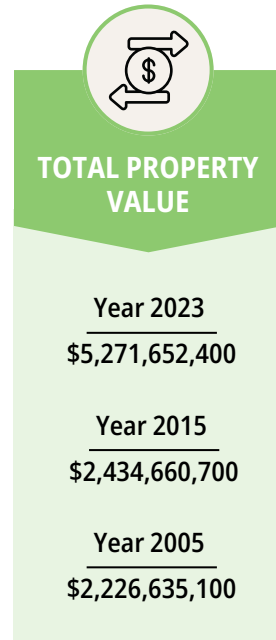 $
TOTAL PROPERTY
VALUE
Year 2023
$5,271,652,400
Year 2015
$2,434,660,700
Year 2005
$2,226,635,100